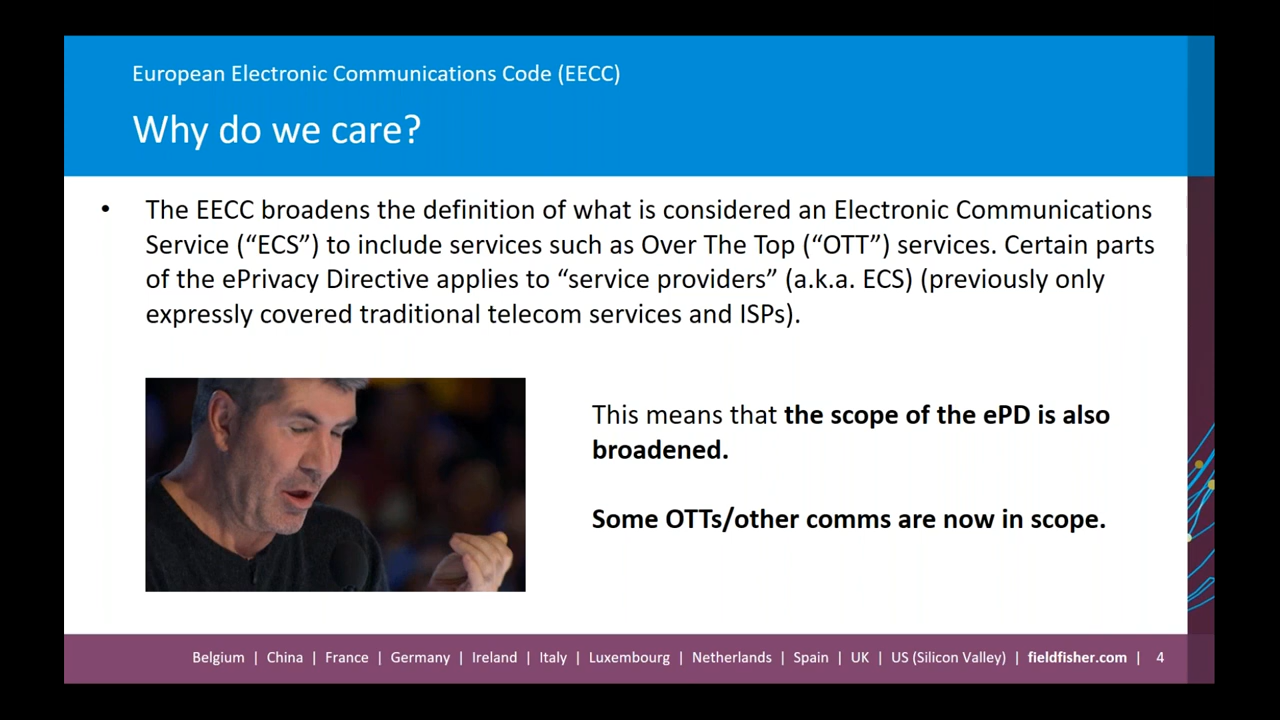 European Electronic Communications Code (EECC)
Why do we care?
• The EECC broadens the definition of what is considered an Electronic Communications
Service (“ECS”) to include services such as Over The Top (“OTT”) services. Certain parts
of the ePrivacy Directive applies to “service providers” (a.k.a. ECS) (previously only
expressly covered traditional telecom services and ISPs).
This means that the scope of the ePD is also
broadened.
Some OTTs/other comms are now in scope.
Belgium | China | France | Germany | Ireland | Italy | Luxembourg | Netherlands | Spain | UK | US (Silicon Valley) | fieldfisher.com | 4